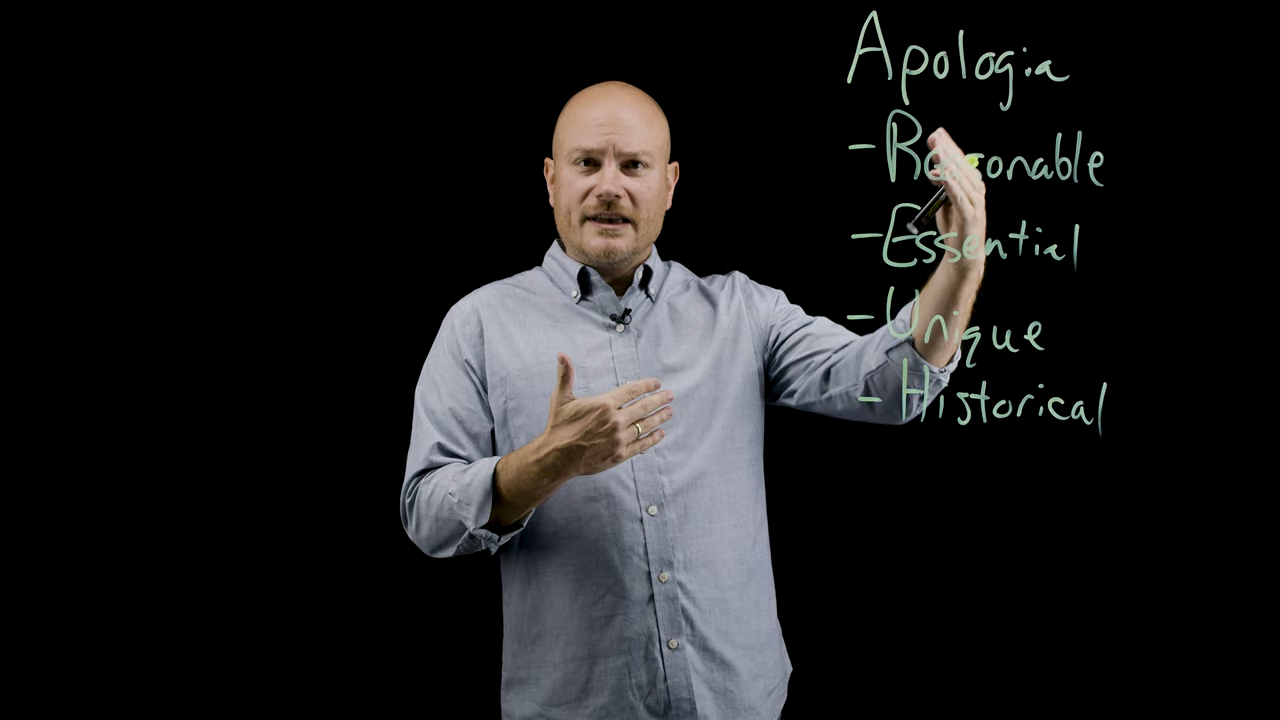 Apologia
- Reasonable
- Essential
- Unique
- Historical